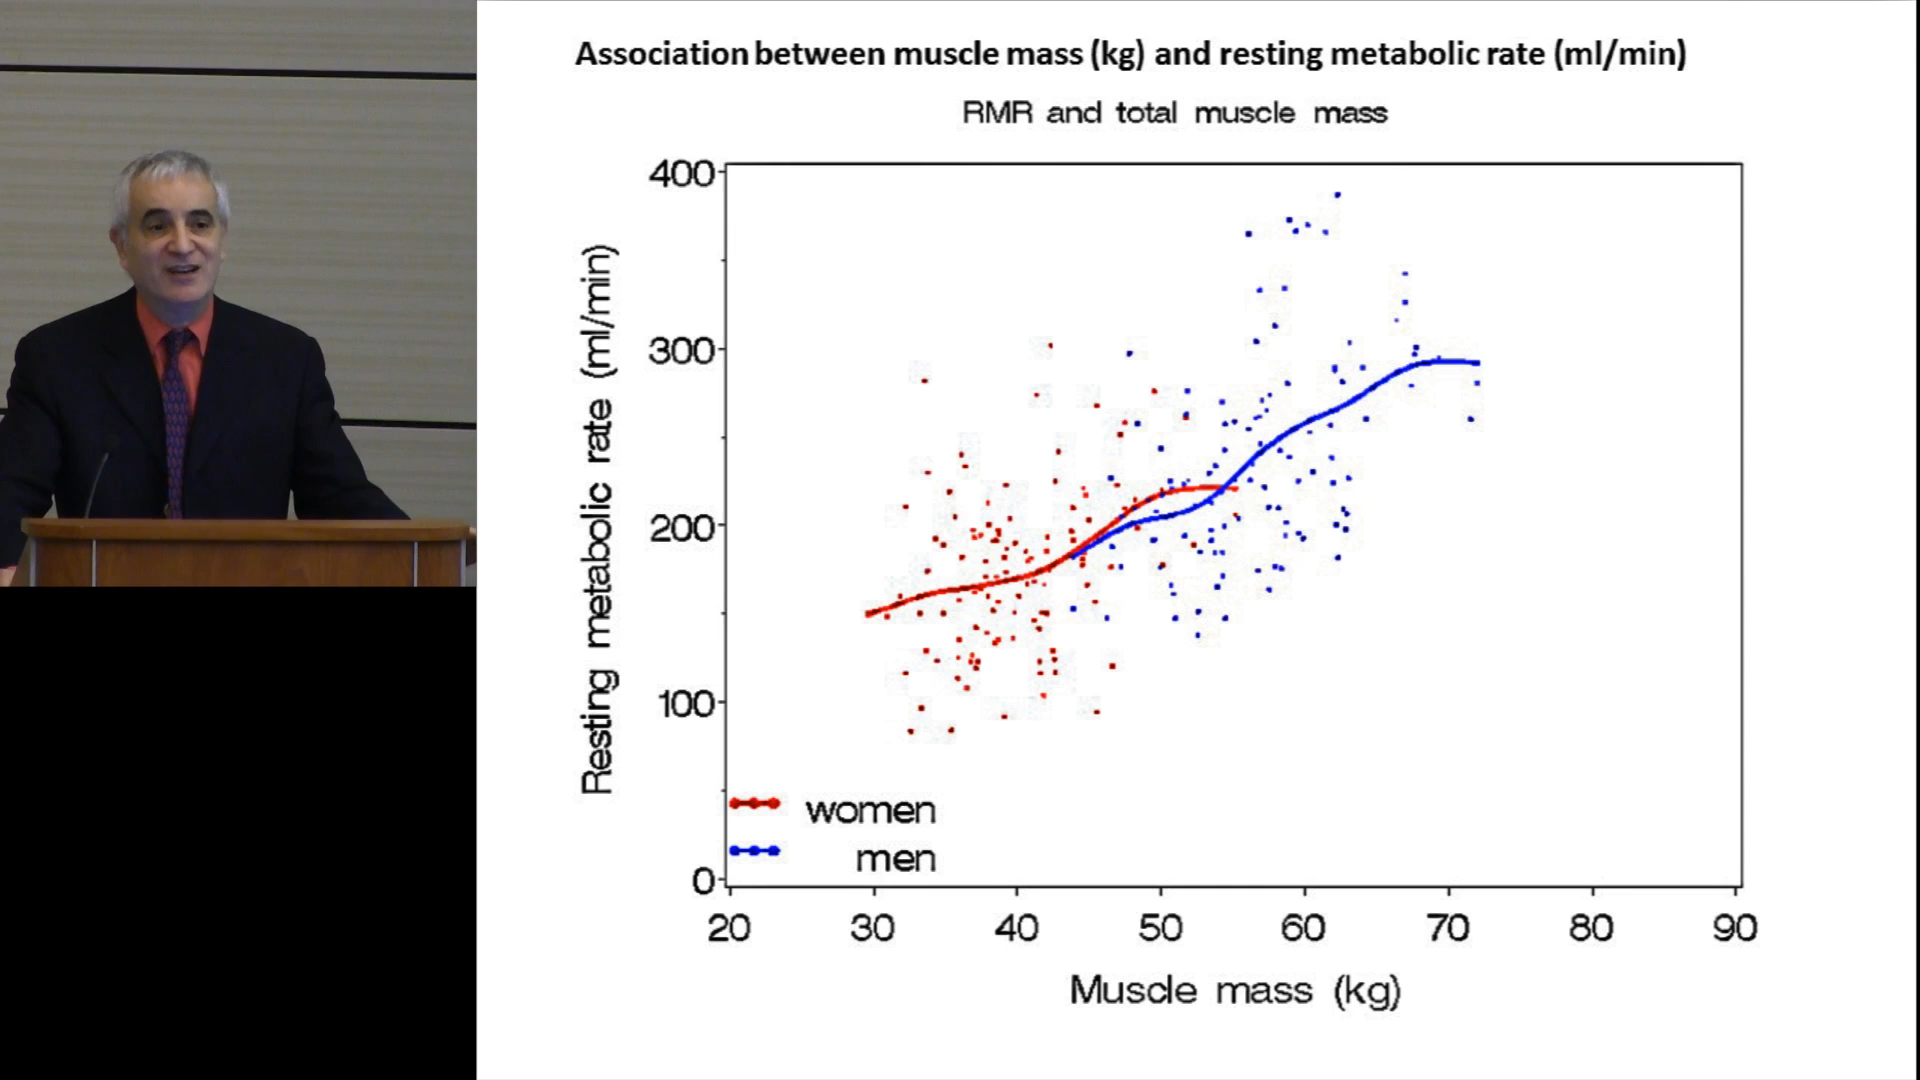 Association between muscle mass (kg) and resting metabolic rate (ml/min)
RMR and total muscle mass
Resting metabolic rate (ml/min)
400
300
200
100
0
women
men
20 30 40 50 60 70 80 90
Muscle mass (kg)